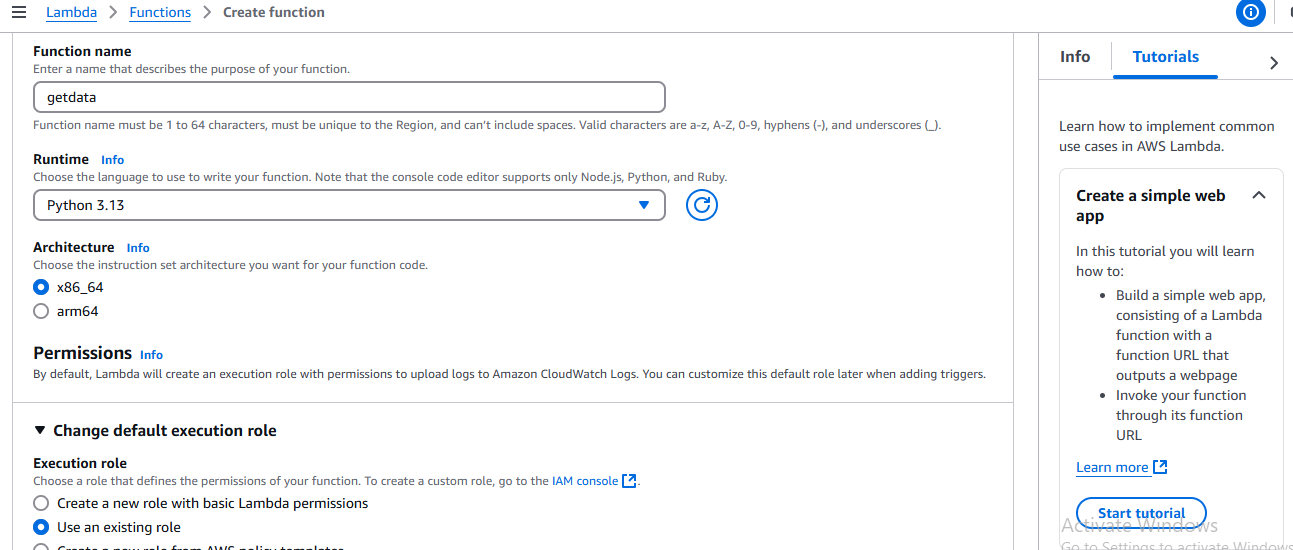 Lambda > Functions > Create function
Function name
Enter a name that describes the purpose of your function.
getdata
Function name must be 1 to 64 characters, must be unique to the Region, and can't include spaces. Valid characters are a-z, A-Z, 0-9, hyphens (-), and underscores (_).
Runtime Info
Choose the language to use to write your function. Note that the console code editor supports only Node.js, Python, and Ruby.
Python 3.13
Architecture Info
Choose the instruction set architecture you want for your function code.
x86_64
arm64
Permissions Info
By default, Lambda will create an execution role with permissions to upload logs to Amazon CloudWatch Logs. You can customize this default role later when adding triggers.
Change default execution role
Execution role
Choose a role that defines the permissions of your function. To create a custom role, go to the IAM console.
Create a new role with basic Lambda permissions
Use an existing role
Create a new role from AWS policy templates
Info
Tutorials
Learn how to implement common
use cases in AWS Lambda.
Create a simple web
app
In this tutorial you will learn
how to:
• Build a simple web app,
consisting of a Lambda
function with a
function URL that
outputs a webpage
• Invoke your function
through its function
URL
Learn more
Start tutorial
Activate Windows
Go to Settings to activate Windows